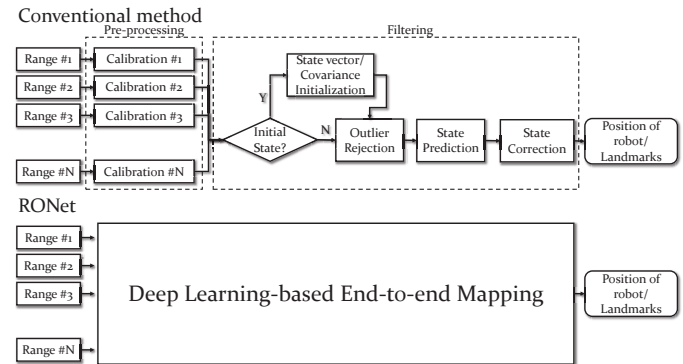 Conventional method
Pre-processing
Filtering
Range #1
Calibration #1
Range #2
Calibration #2
Range #3
Calibration #3
Range #N
Calibration #N
Initial
State?
Y
N
State vector/
Covariance
Initialization
Outlier
Rejection
State
Prediction
State
Correction
Position of
robot/
Landmarks
RONet
Range #1
Range #2
Range #3
Range #N
Deep Learning-based End-to-end Mapping
Position of
robot/
Landmarks